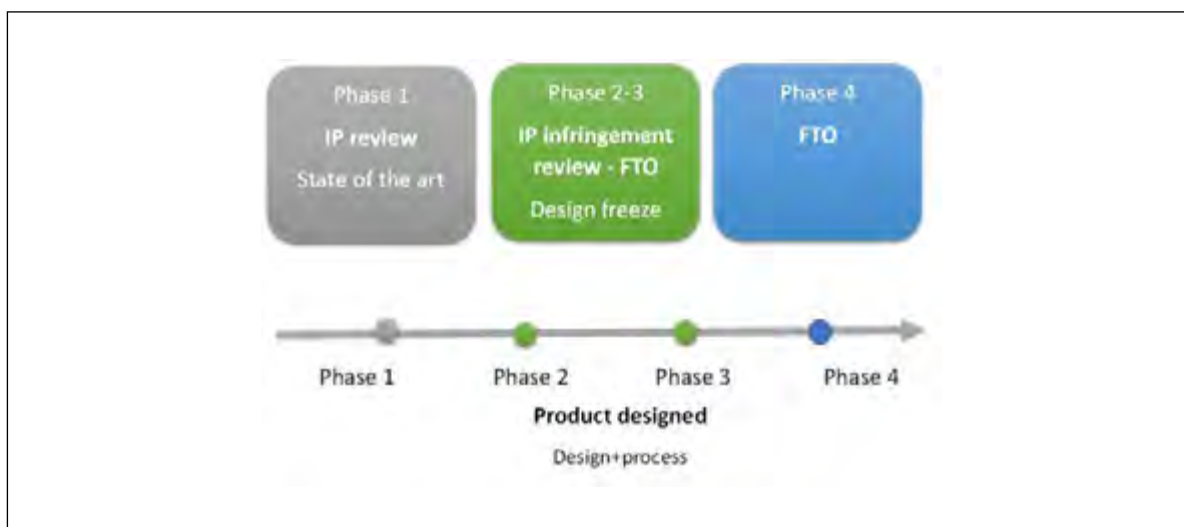 Phase 1
IP review
State of the art
Phase 2-3
IP infringement
review - FTO
Design freeze
Phase 4
FTO
Phase 1
Phase 2
Phase 3
Phase 4
Product designed
Design+process